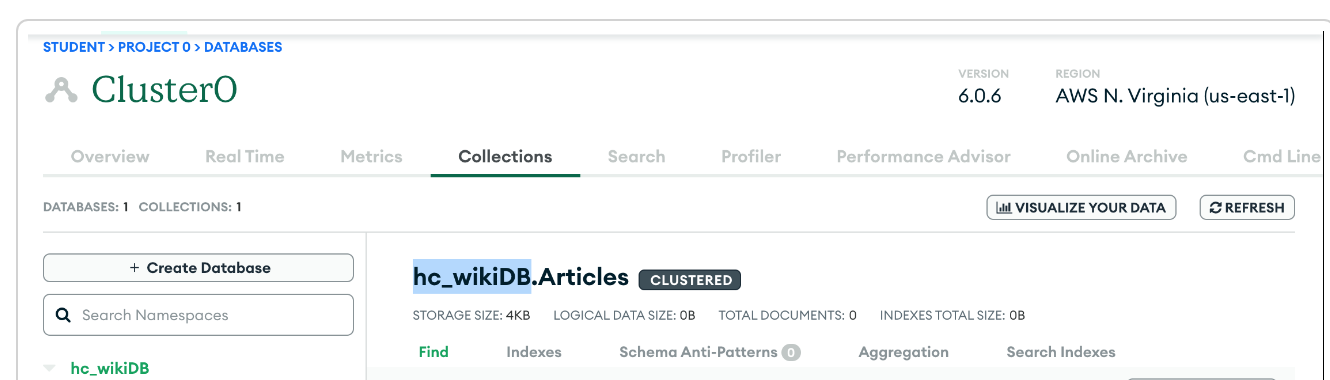 STUDENT > PROJECT 0 > DATABASES
Cluster0
VERSION
6.0.6
REGION
AWS N. Virginia (us-east-1)
Overview Real Time Metrics Collections Search Profiler Performance Advisor Online Archive Cmd Line
DATABASES: 1 COLLECTIONS: 1
VISUALIZE YOUR DATA REFRESH
+ Create Database
Search Namespaces
hc_wikiDB
hc_wikiDB.Articles CLUSTERED
STORAGE SIZE: 4KB LOGICAL DATA SIZE: 0B TOTAL DOCUMENTS: 0 INDEXES TOTAL SIZE: 0B
Find Indexes Schema Anti-Patterns 0 Aggregation Search Indexes